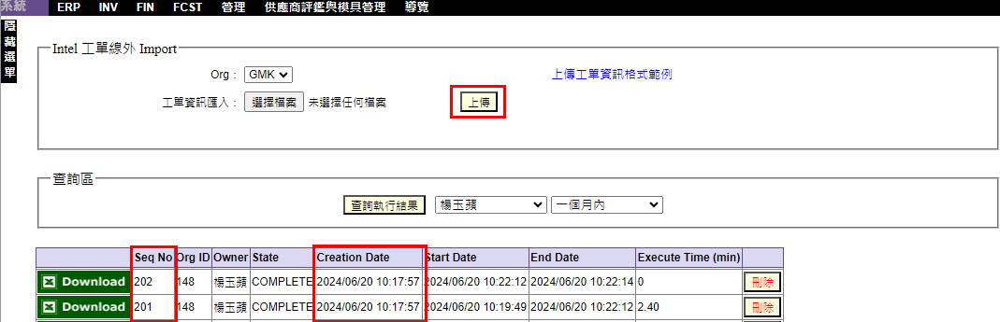 系統 ERP INV FIN FCST 管理 供應商評鑑與模具管理 導覽
隱藏選單
Intel 工單線外 Import
Org： GMK 上傳工單資訊格式範例
工單資訊匯入： 選擇檔案 未選擇任何檔案 上傳
查詢區
查詢執行結果 楊玉蘋 一個月內
Seq No Org ID Owner State Creation Date Start Date End Date Execute Time (min)
Download 202 148 楊玉蘋 COMPLETE 2024/06/20 10:17:57 2024/06/20 10:22:12 2024/06/20 10:22:14 0 刪除
Download 201 148 楊玉蘋 COMPLETE 2024/06/20 10:17:57 2024/06/20 10:19:49 2024/06/20 10:22:12 2.40 刪除